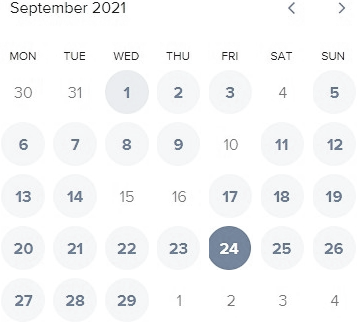 September 2021
MON TUE WED THU FRI SAT SUN
30 31 1 2 3 4 5
6 7 8 9 10 11 12
13 14 15 16 17 18 19
20 21 22 23 24 25 26
27 28 29 1 2 3 4